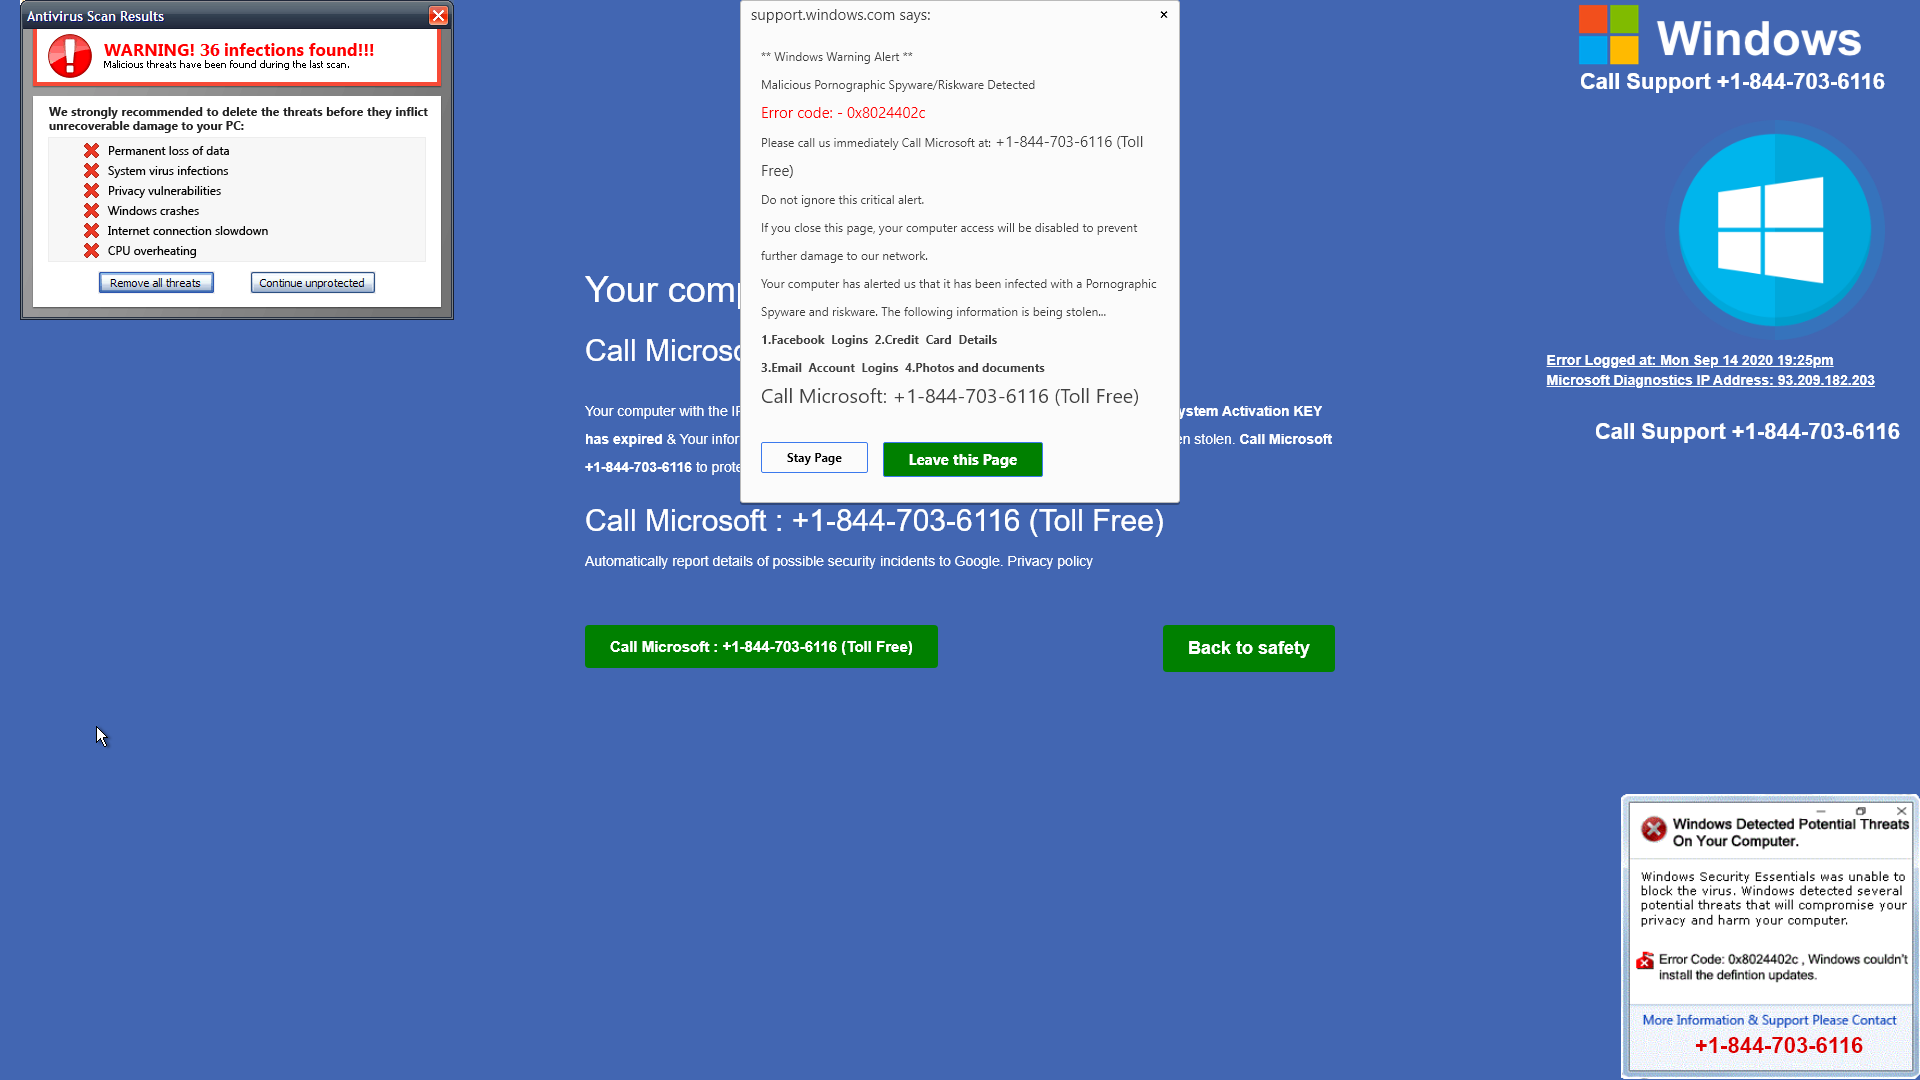 Antivirus Scan Results
WARNING! 36 infections found!!!
Malicious threats have been found during the last scan.
We strongly recommended to delete the threats before they inflict
unrecoverable damage to your PC:
Permanent loss of data
System virus infections
Privacy vulnerabilities
Windows crashes
Internet connection slowdown
CPU overheating
Remove all threats
Continue unprotected
support.windows.com says:
** Windows Warning Alert **
Malicious Pornographic Spyware/Riskware Detected
Error code: - 0x8024402c
Please call us immediately Call Microsoft at: +1-844-703-6116 (Toll
Free)
Do not ignore this critical alert.
If you close this page, your computer access will be disabled to prevent
further damage to our network.
Your computer has alerted us that it has been infected with a Pornographic
Spyware and riskware. The following information is being stolen...
1.Facebook Logins 2.Credit Card Details
3.Email Account Logins 4.Photos and documents
Call Microsoft: +1-844-703-6116 (Toll Free)
Stay Page
Leave this Page
Your
Call
Your computer with the
KEY
has expired & Your
stolen. Call Microsoft
+1-844-703-6116 to
Call Microsoft : +1-844-703-6116 (Toll Free)
Automatically report details of possible security incidents to Google. Privacy policy
Call Microsoft : +1-844-703-6116 (Toll Free)
Back to safety
Windows
Call Support +1-844-703-6116
Error Logged at: Mon Sep 14 2020 19:25pm
Microsoft Diagnostics IP Address: 93.209.182.203
Call Support +1-844-703-6116
Windows Detected Potential Threats
On Your Computer.
Windows Security Essentials was unable to
block the virus. Windows detected several
potential threats that will compromise your
privacy and harm your computer.
Error Code: 0x8024402c , Windows couldn't
install the defintion updates.
More Information & Support Please Contact
+1-844-703-6116